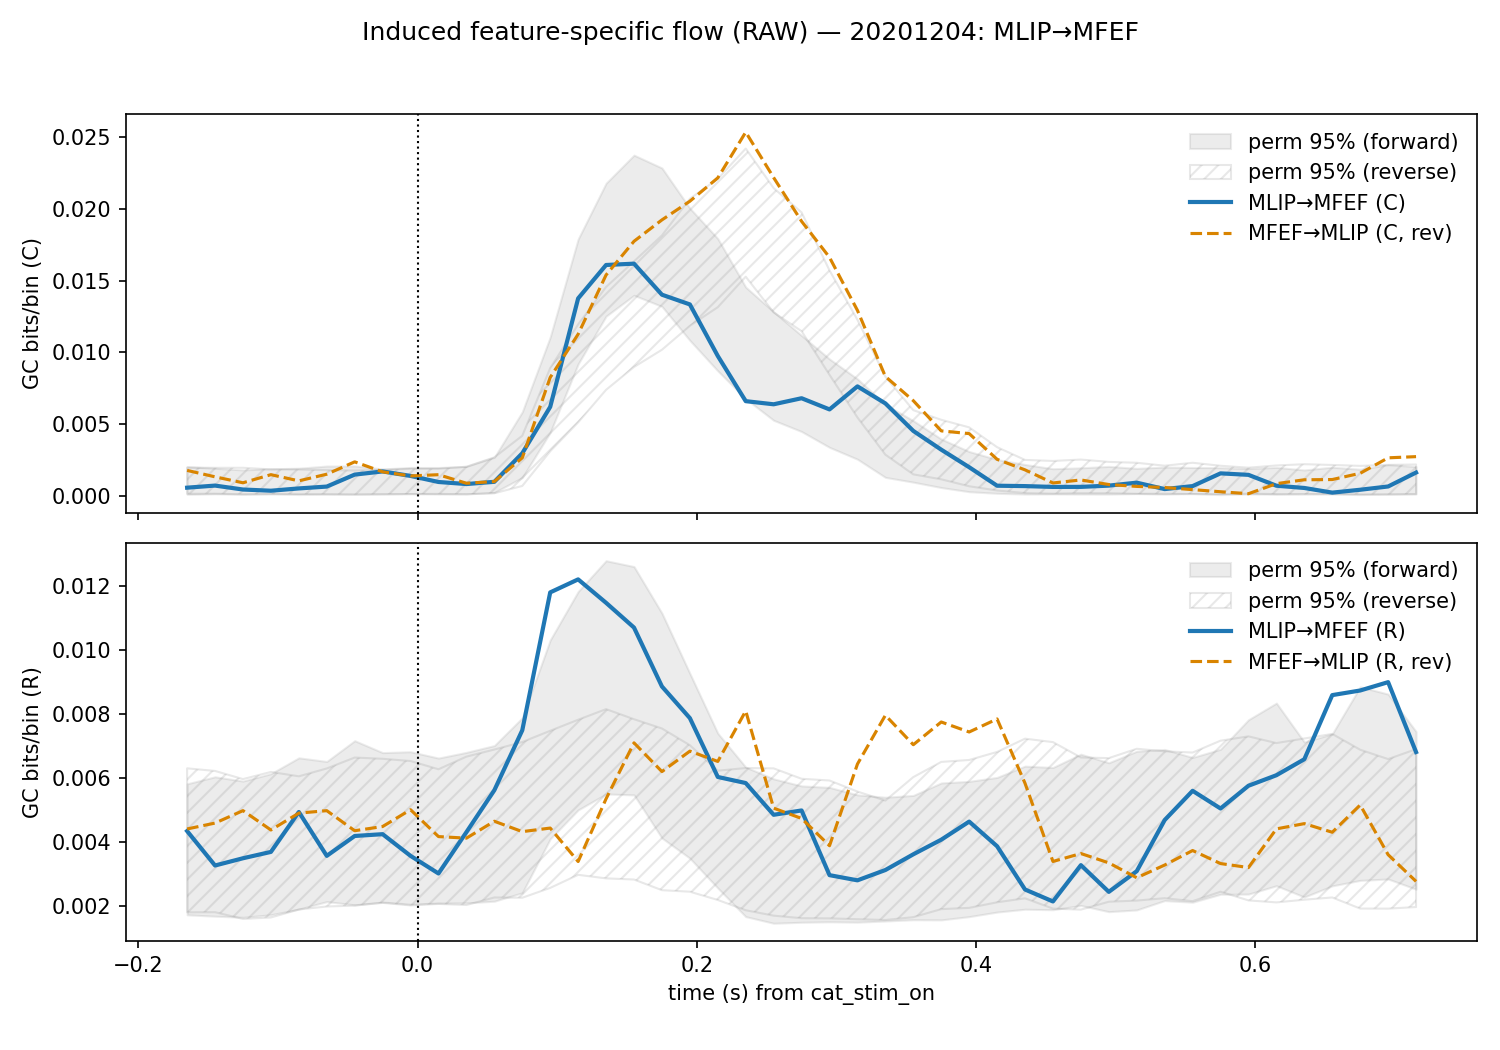 Induced feature-specific flow (RAW) — 20201204: MLIP→MFEF
GC bits/bin (C)
0.025
0.020
0.015
0.010
0.005
0.000
perm 95% (forward)
perm 95% (reverse)
MLIP→MFEF (C)
MFEF→MLIP (C, rev)
GC bits/bin (R)
0.012
0.010
0.008
0.006
0.004
0.002
perm 95% (forward)
perm 95% (reverse)
MLIP→MFEF (R)
MFEF→MLIP (R, rev)
−0.2 0.0 0.2 0.4 0.6
time (s) from cat_stim_on